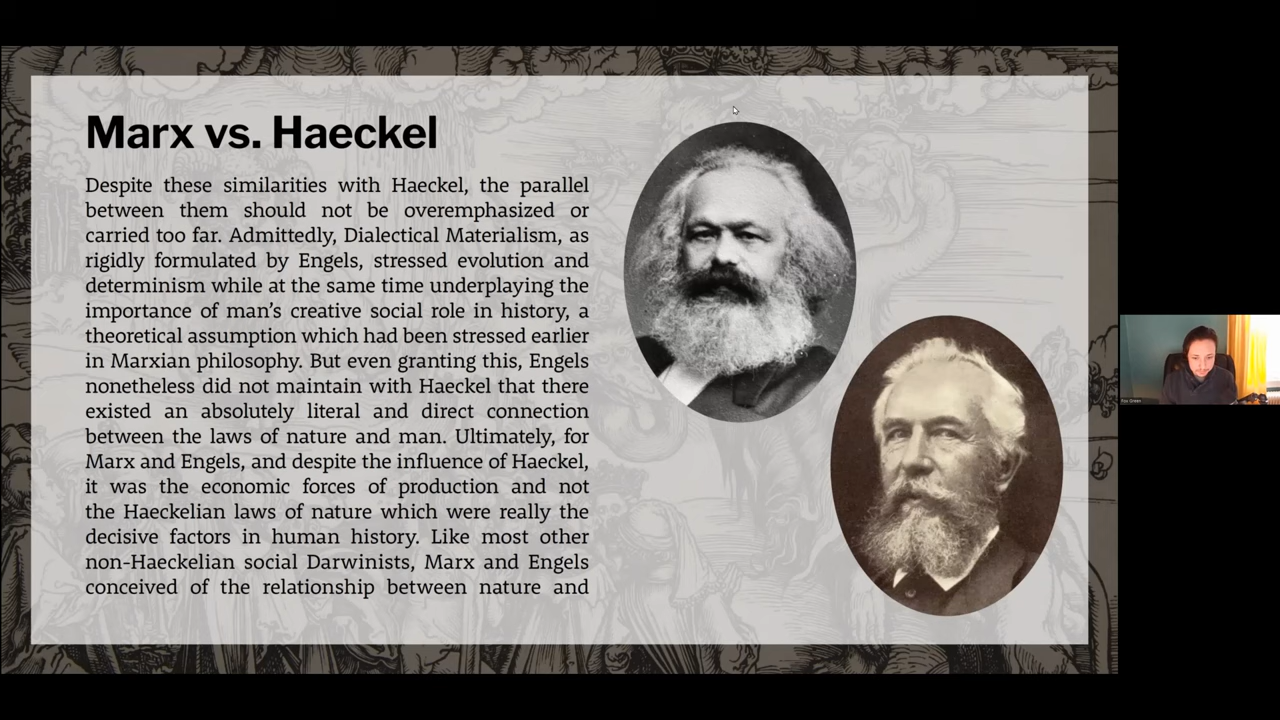 Marx vs. Haeckel
Despite these similarities with Haeckel, the parallel
between them should not be overemphasized or
carried too far. Admittedly, Dialectical Materialism, as
rigidly formulated by Engels, stressed evolution and
determinism while at the same time underplaying the
importance of man’s creative social role in history, a
theoretical assumption which had been stressed earlier
in Marxian philosophy. But even granting this, Engels
nonetheless did not maintain with Haeckel that there
existed an absolutely literal and direct connection
between the laws of nature and man. Ultimately, for
Marx and Engels, and despite the influence of Haeckel,
it was the economic forces of production and not
the Haeckelian laws of nature which were really the
decisive factors in human history. Like most other
non-Haeckelian social Darwinists, Marx and Engels
conceived of the relationship between nature and